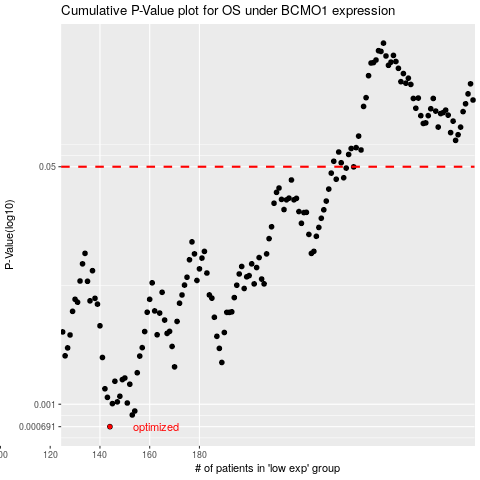 Cumulative P-Value plot for OS under BCMO1 expression
P-Value(log10)
0.05
0.001
0.000691
optimized
00 120 140 160 180
# of patients in 'low exp' group